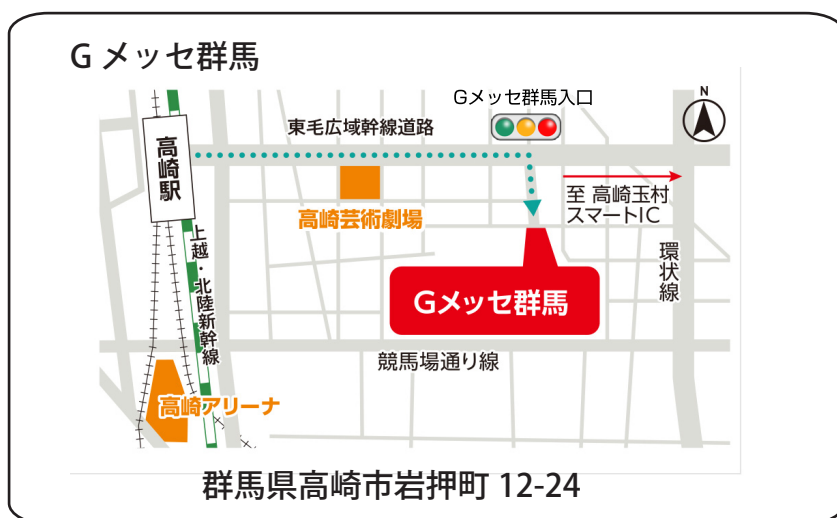 G メッセ群馬
Gメッセ群馬入口
N
東毛広域幹線道路
高崎駅
至 高崎玉村
スマートIC
高崎芸術劇場
上越・北陸新幹線
環状線
Gメッセ群馬
競馬場通り線
高崎アリーナ
群馬県高崎市岩押町 12-24